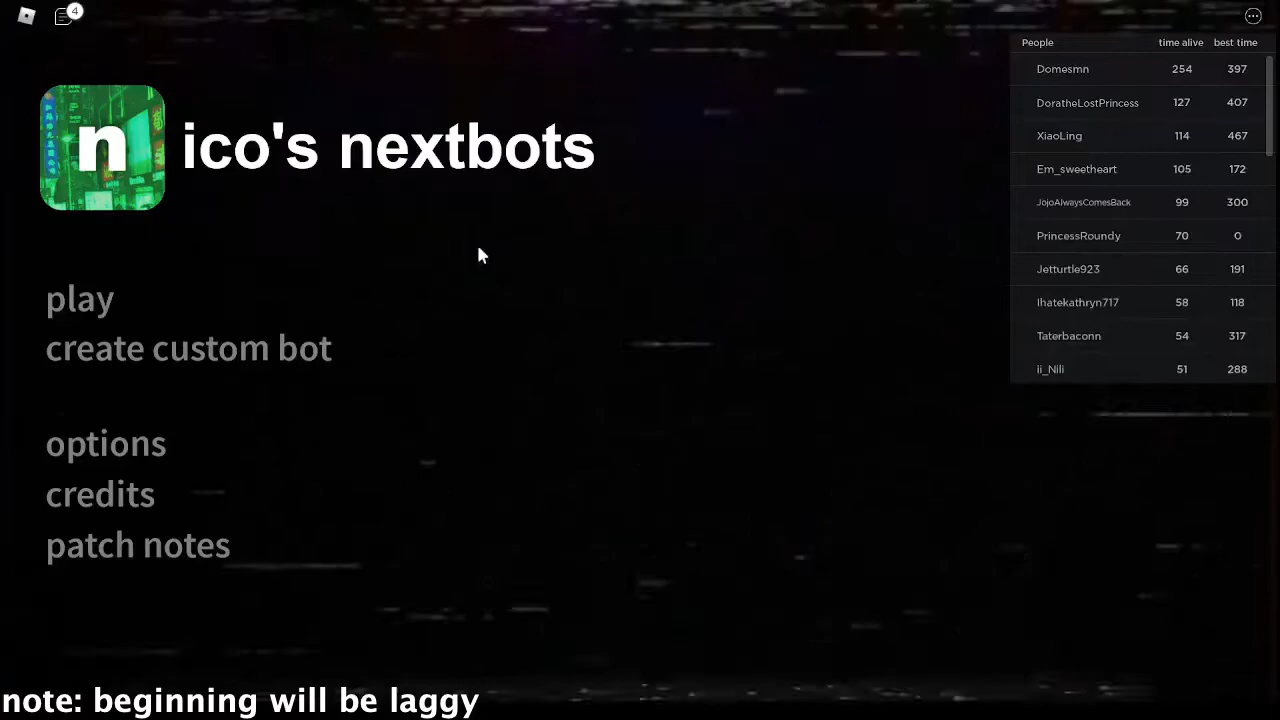 4
n
ico's nextbots
play
create custom bot
options
credits
patch notes
note: beginning will be laggy
People time alive best time
Domesmn 254 397
DoratheLostPrincess 127 407
XiaoLing 114 467
Em_sweetheart 105 172
JojoAlwaysComesBack 99 300
PrincessRoundy 70 0
Jetturtle923 66 191
Ihatekathryn717 58 118
Taterbaconn 54 317
ii_Nili 51 288